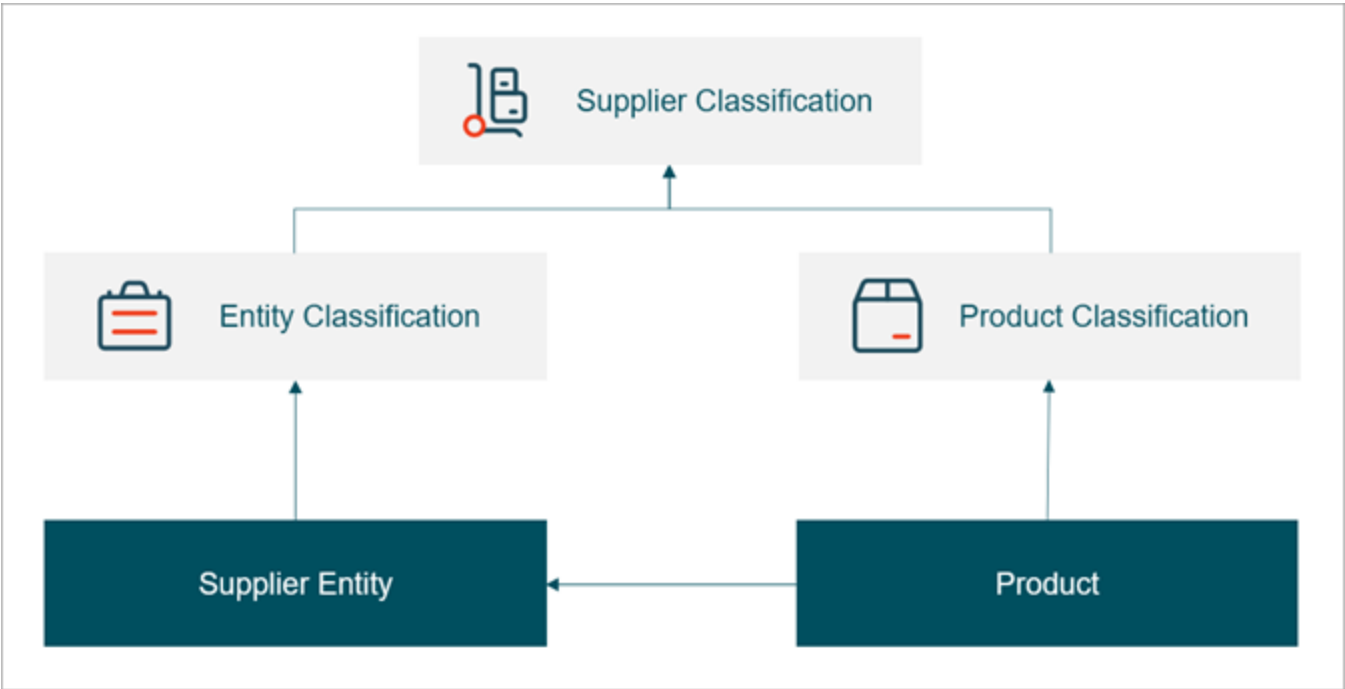 Supplier Classification
Entity Classification
Product Classification
Supplier Entity
Product